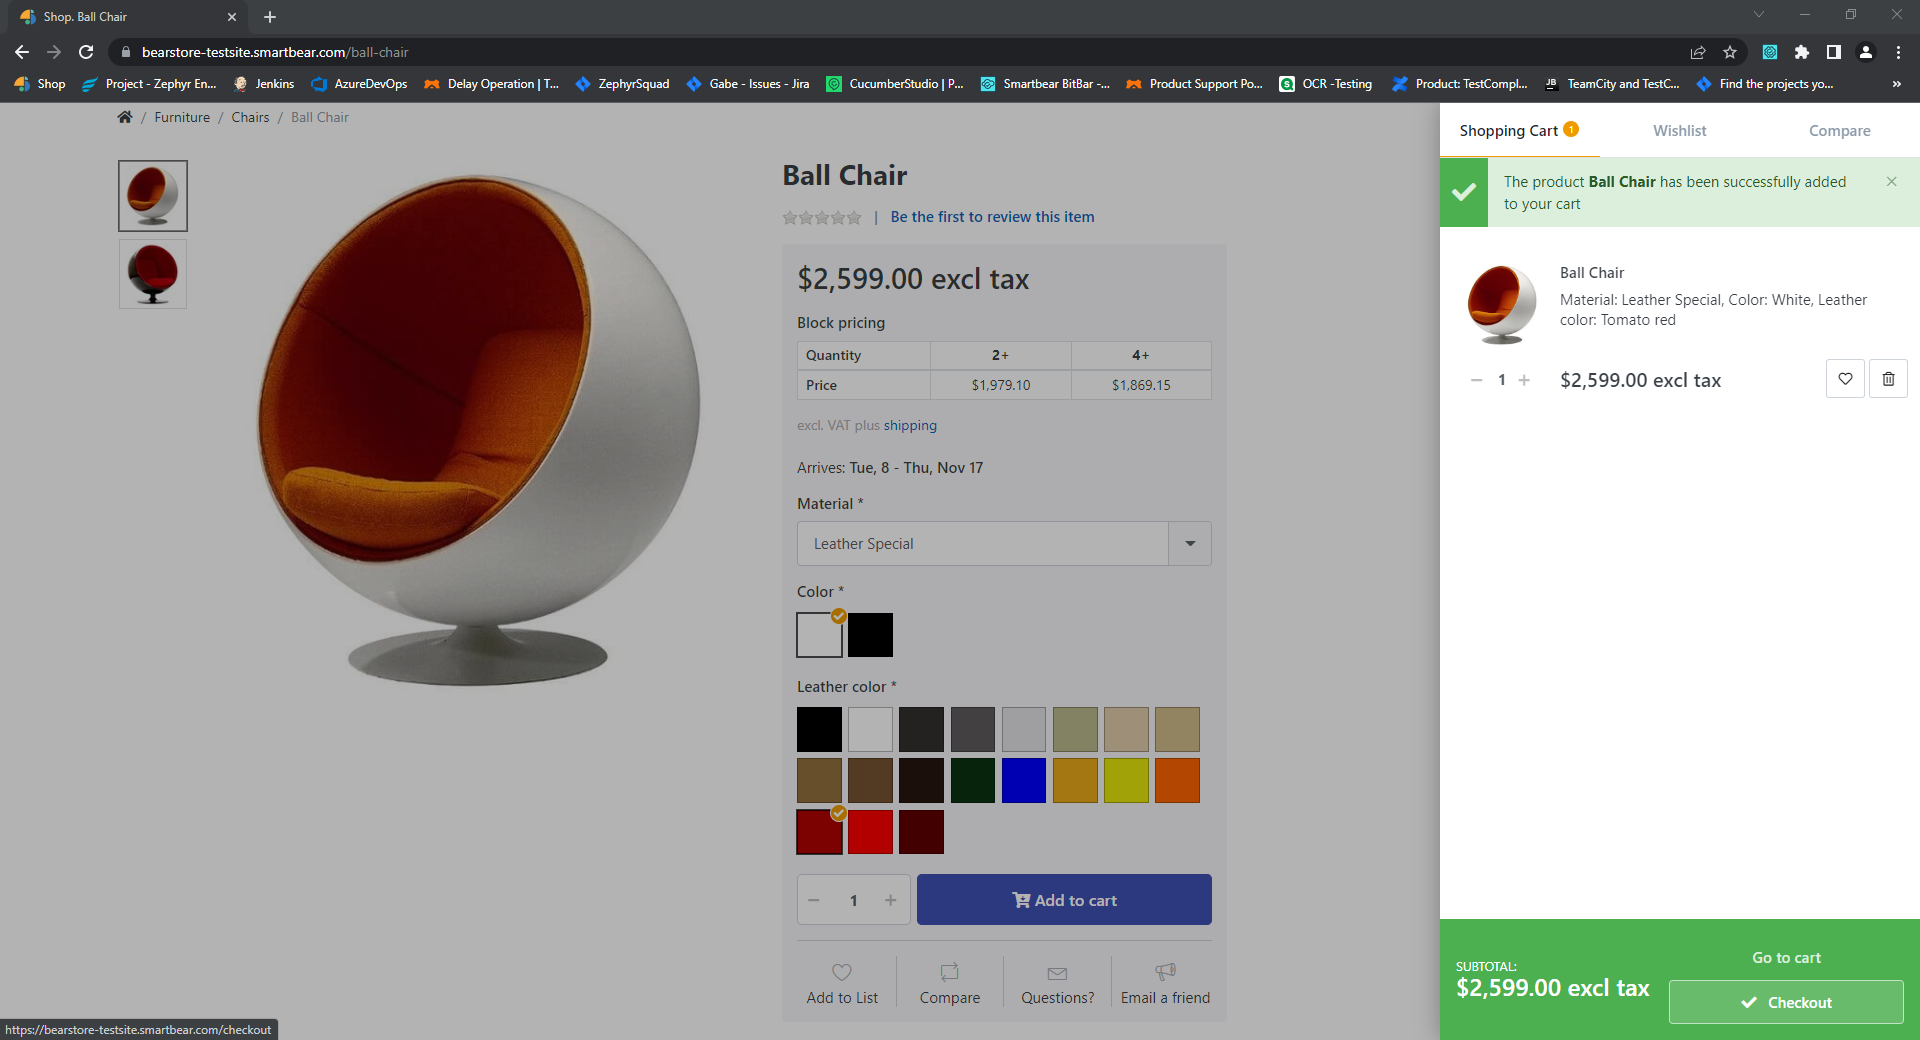 Shop. Ball Chair
bearstore-testsite.smartbear.com/ball-chair
Shop
Project - Zephyr En...
Jenkins
AzureDevOps
Delay Operation | T...
ZephyrSquad
Gabe - Issues - Jira
CucumberStudio | P...
Smartbear BitBar -...
Product Support Po...
OCR -Testing
Product: TestCompl...
TeamCity and TestC...
Find the projects yo...
»
/ Furniture / Chairs / Ball Chair
Ball Chair
| Be the first to review this item
$2,599.00 excl tax
Block pricing
Quantity 2+ 4+
Price $1,979.10 $1,869.15
excl. VAT plus shipping
Arrives: Tue, 8 - Thu, Nov 17
Material *
Leather Special
Color *
Leather color *
− 1 +
Add to cart
Add to List
Compare
Questions?
Email a friend
Shopping Cart 1
Wishlist
Compare
The product Ball Chair has been successfully added
to your cart
Ball Chair
Material: Leather Special, Color: White, Leather
color: Tomato red
− 1 + $2,599.00 excl tax
SUBTOTAL:
$2,599.00 excl tax
Go to cart
Checkout
https://bearstore-testsite.smartbear.com/checkout